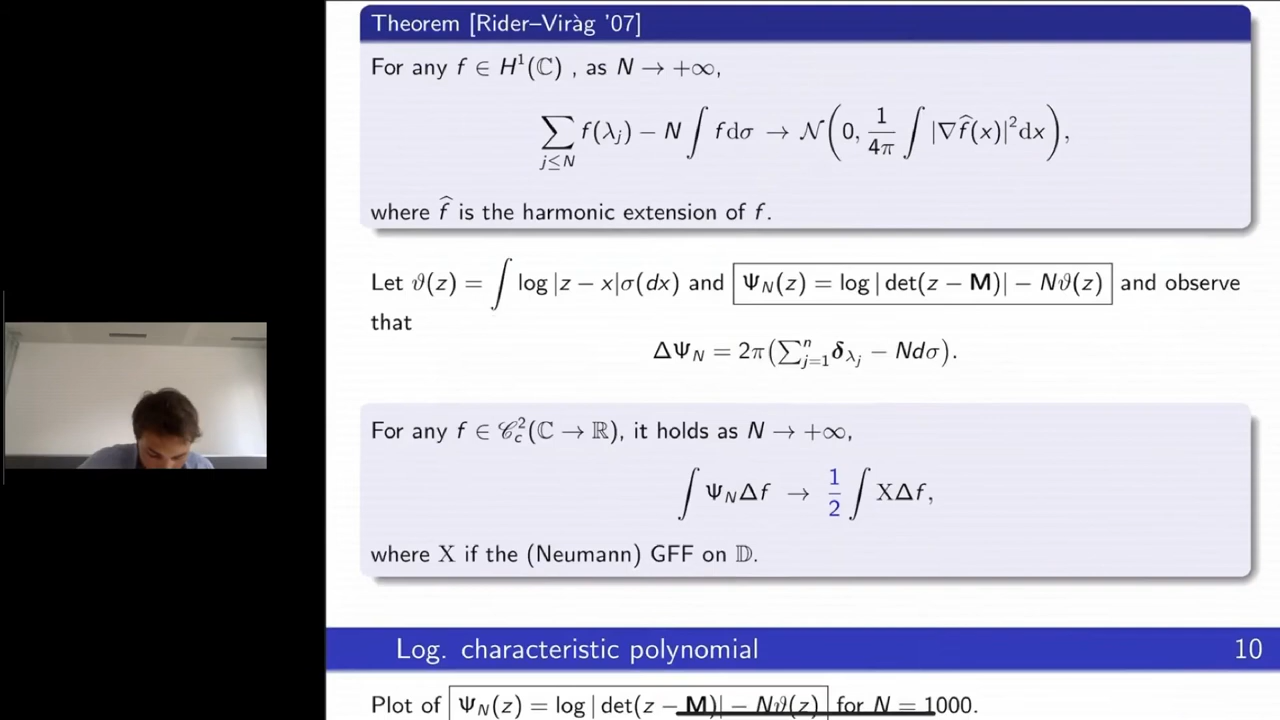 Theorem [Rider–Viràg '07]
For any f ∈ H¹(ℂ) , as N → +∞,
∑_{j≤N} f(λ_j) − N ∫ f dσ → 𝒩(0, 1/4π ∫ |∇f̂(x)|²dx),
where f̂ is the harmonic extension of f.
Let ϑ(z) = ∫ log |z − x|σ(dx) and Ψ_N(z) = log | det(z − M)| − Nϑ(z) and observe
that
ΔΨ_N = 2π(∑_{j=1}^n δ_{λ_j} − Ndσ).
For any f ∈ 𝒞_c²(ℂ → ℝ), it holds as N → +∞,
∫ Ψ_N Δf → 1/2 ∫ XΔf,
where X if the (Neumann) GFF on 𝔻.
Log. characteristic polynomial 10
Plot of Ψ_N(z) = log | det(z − M)| − Nϑ(z) for N = 1000.